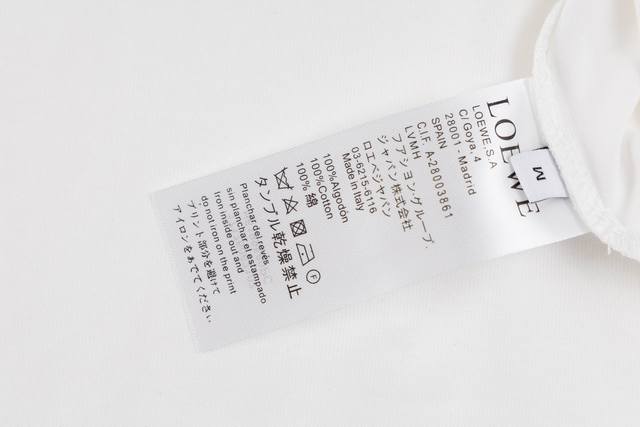 LOEWE
M
LOEWE,S.A
C/ Goya, 4
28001 - Madrid
SPAIN
C.I.F. A-28003861
LVMH
ファション・グループ.
ジャパン株式会社
ロエベジャパン
03-6215-6116
Made in Italy
100%Algodón
100%Cotton
100% 綿
タンブル乾燥禁止
Planchar del revés
sin planchar el estampado
Iron inside out and
do not iron on the print
プリント部分を避けて
アイロンをあててください